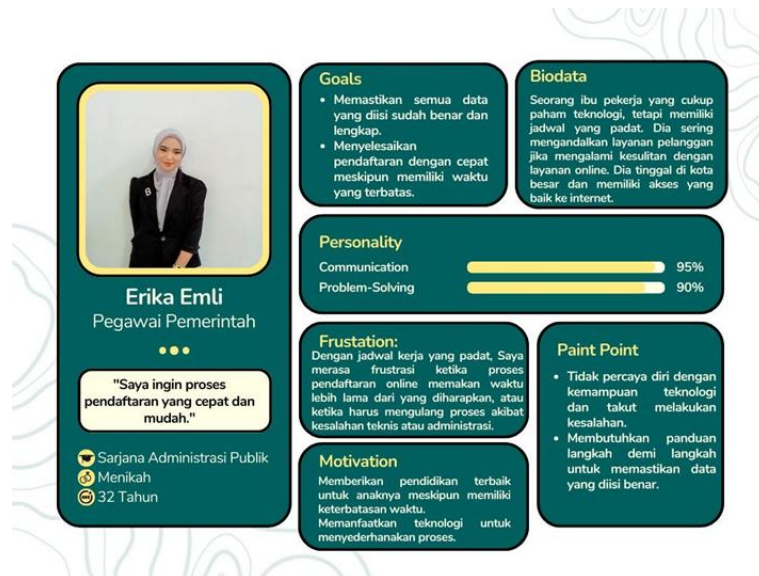 Erika Emli
Pegawai Pemerintah
"Saya ingin proses
pendaftaran yang cepat dan
mudah."
Sarjana Administrasi Publik
Menikah
32 Tahun
Goals
• Memastikan semua data
yang diisi sudah benar dan
lengkap.
• Menyelesaikan
pendaftaran dengan cepat
meskipun memiliki waktu
yang terbatas.
Biodata
Seorang ibu pekerja yang cukup
paham teknologi, tetapi memiliki
jadwal yang padat. Dia sering
mengandalkan layanan pelanggan
jika mengalami kesulitan dengan
layanan online. Dia tinggal di kota
besar dan memiliki akses yang
baik ke internet.
Personality
Communication 95%
Problem-Solving 90%
Frustation:
Dengan jadwal kerja yang padat, Saya
merasa frustrasi ketika proses
pendaftaran online memakan waktu
lebih lama dari yang diharapkan, atau
ketika harus mengulang proses akibat
kesalahan teknis atau administrasi.
Motivation
Memberikan pendidikan terbaik
untuk anaknya meskipun memiliki
keterbatasan waktu.
Memanfaatkan teknologi untuk
menyederhanakan proses.
Paint Point
• Tidak percaya diri dengan
kemampuan teknologi
dan takut melakukan
kesalahan.
• Membutuhkan panduan
langkah demi langkah
untuk memastikan data
yang diisi benar.